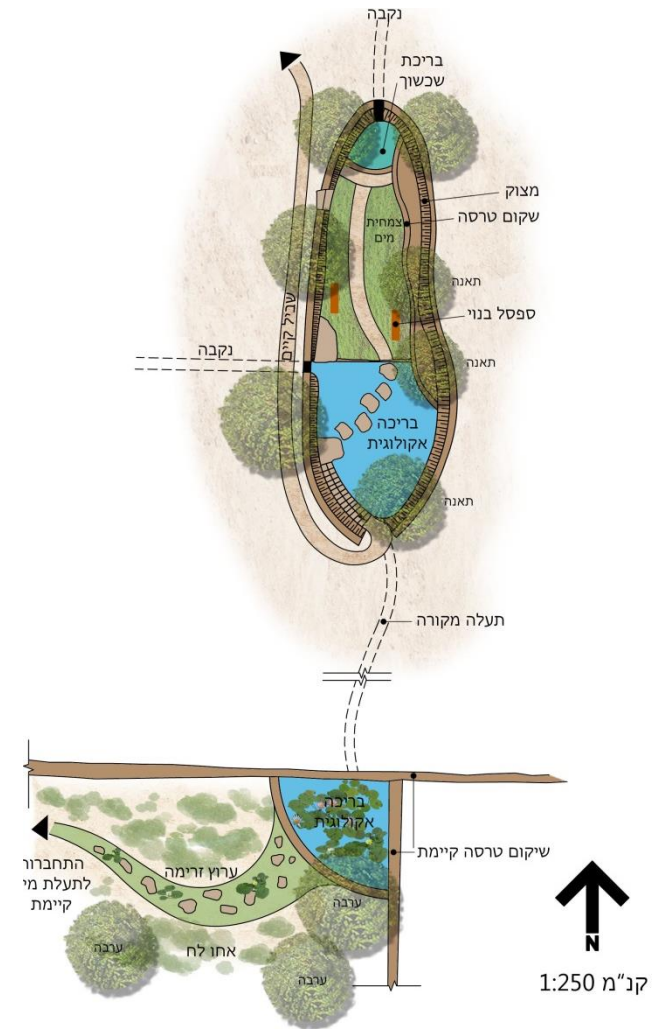 נקבה
בריכת
שכשוך
מצוק
שקום טרסה
צמחית
מים
תאנה
ספסל בנוי
שביל קיים
נקבה
תאנה
בריכה
אקולוגית
תאנה
תעלה מקורה
בריכה
אקולוגית
שיקום טרסה קיימת
ערוץ זרימה
התחברות
לתעלת מי
קיימת
ערבה
ערבה
אחו לח
ערבה
N
קנ"מ 1:250